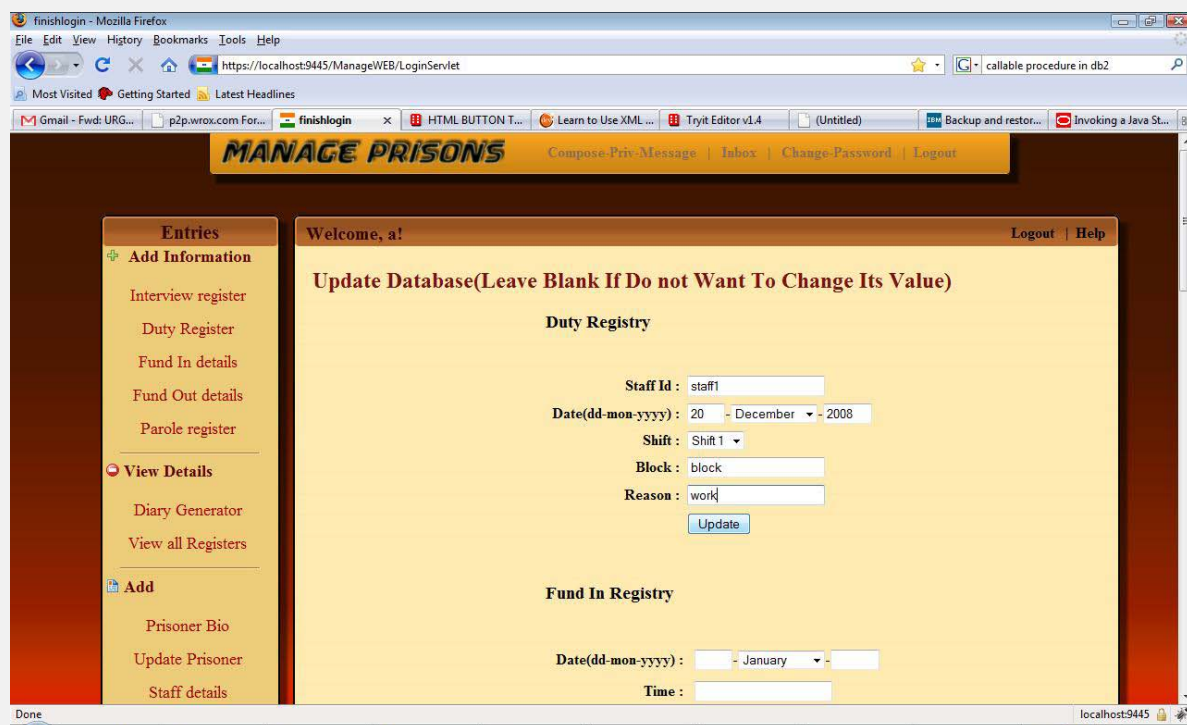 finishlogin - Mozilla Firefox
File Edit View History Bookmarks Tools Help
https://localhost:9445/ManageWEB/LoginServlet
callable procedure in db2
Most Visited Getting Started Latest Headlines
Gmail - Fwd: URG... p2p.wrox.com For... finishlogin HTML BUTTON T... Learn to Use XML ... Tryit Editor v1.4 (Untitled) Backup and restor... Invoking a Java St...
MANAGE PRISONS Compose-Priv-Message | Inbox | Change-Password | Logout
Entries
Add Information
Interview register
Duty Register
Fund In details
Fund Out details
Parole register
View Details
Diary Generator
View all Registers
Add
Prisoner Bio
Update Prisoner
Staff details
Welcome, a! Logout | Help
Update Database(Leave Blank If Do not Want To Change Its Value)
Duty Registry
Staff Id : staff1
Date(dd-mon-yyyy) : 20 - December - 2008
Shift : Shift 1
Block : block
Reason : work
Update
Fund In Registry
Date(dd-mon-yyyy) : - January -
Time :
Done localhost:9445